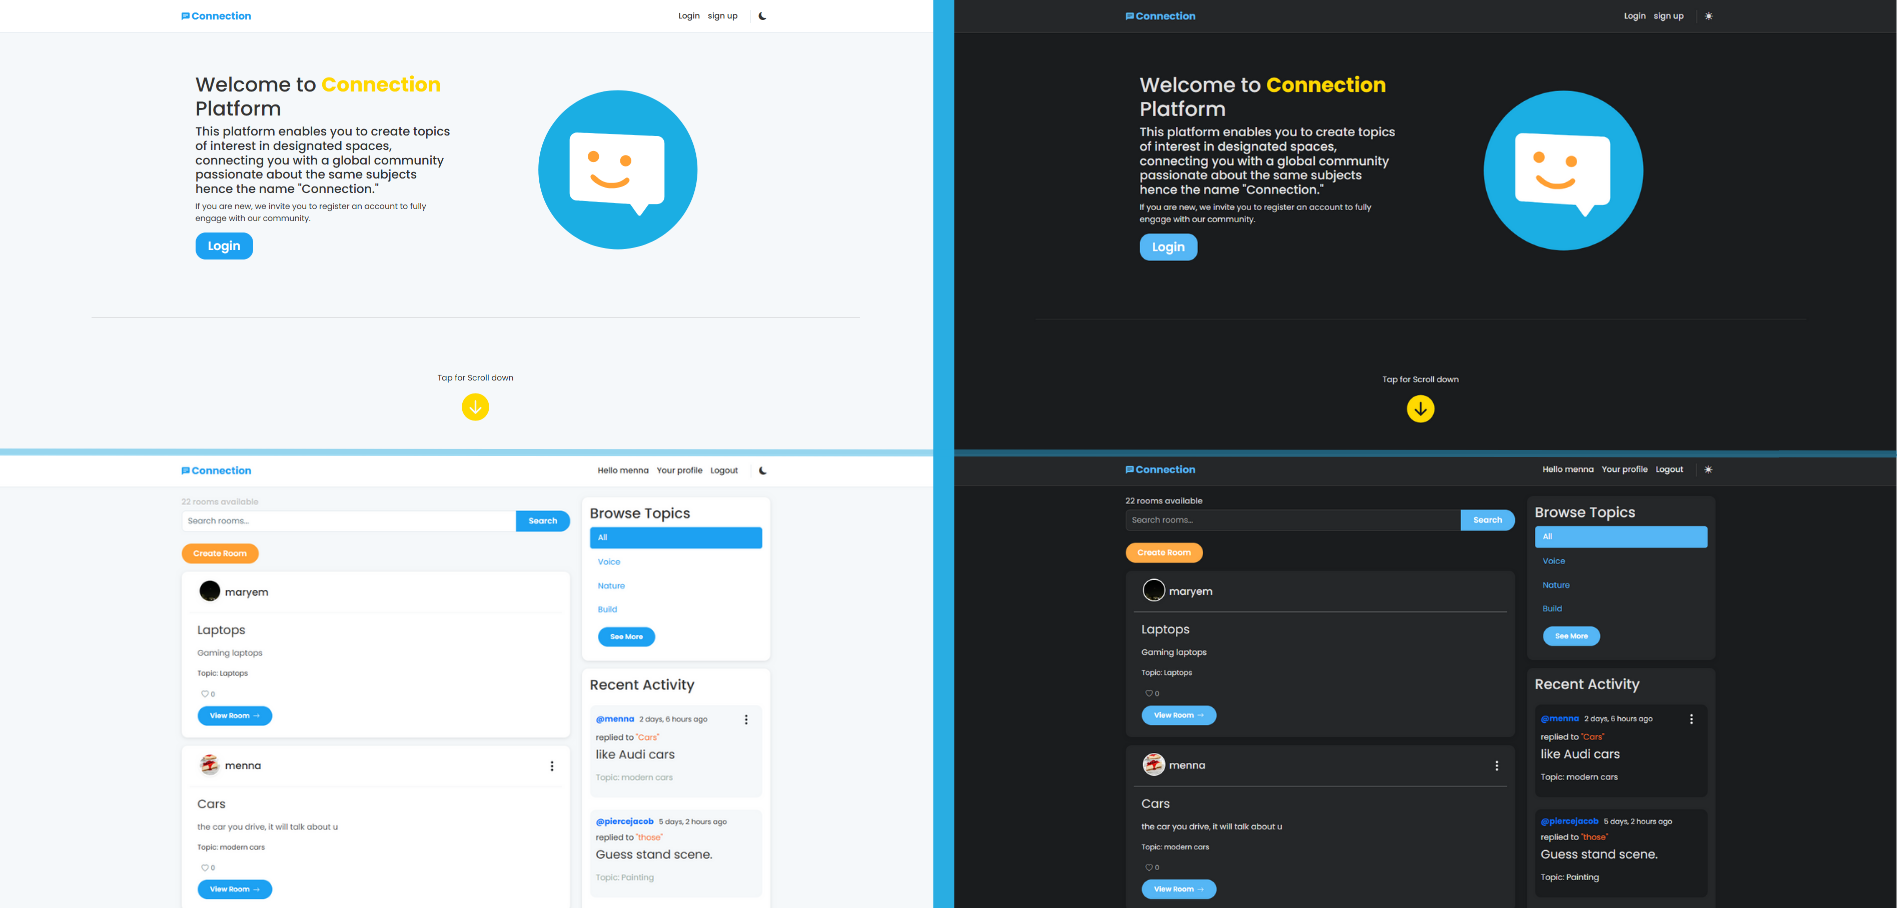 Connection
Login sign up
Welcome to Connection
Platform
This platform enables you to create topics
of interest in designated spaces,
connecting you with a global community
passionate about the same subjects
hence the name "Connection."
If you are new, we invite you to register an account to fully
engage with our community.
Login
Tap for Scroll down
Connection
Login sign up
Welcome to Connection
Platform
This platform enables you to create topics
of interest in designated spaces,
connecting you with a global community
passionate about the same subjects
hence the name "Connection."
If you are new, we invite you to register an account to fully
engage with our community.
Login
Tap for Scroll down
Connection
Hello menna Your profile Logout
22 rooms available
Search rooms...
Search
Create Room
maryem
Laptops
Gaming laptops
Topic: Laptops
0
View Room →
menna
Cars
the car you drive, it will talk about u
Topic: modern cars
0
View Room →
Browse Topics
All
Voice
Nature
Build
See More
Recent Activity
@menna 2 days, 6 hours ago
replied to "Cars"
like Audi cars
Topic: modern cars
@piercejacob 5 days, 2 hours ago
replied to "those"
Guess stand scene.
Topic: Painting
Connection
Hello menna Your profile Logout
22 rooms available
Search rooms...
Search
Create Room
maryem
Laptops
Gaming laptops
Topic: Laptops
0
View Room →
menna
Cars
the car you drive, it will talk about u
Topic: modern cars
0
View Room →
Browse Topics
All
Voice
Nature
Build
See More
Recent Activity
@menna 2 days, 6 hours ago
replied to "Cars"
like Audi cars
Topic: modern cars
@piercejacob 5 days, 2 hours ago
replied to "those"
Guess stand scene.
Topic: Painting